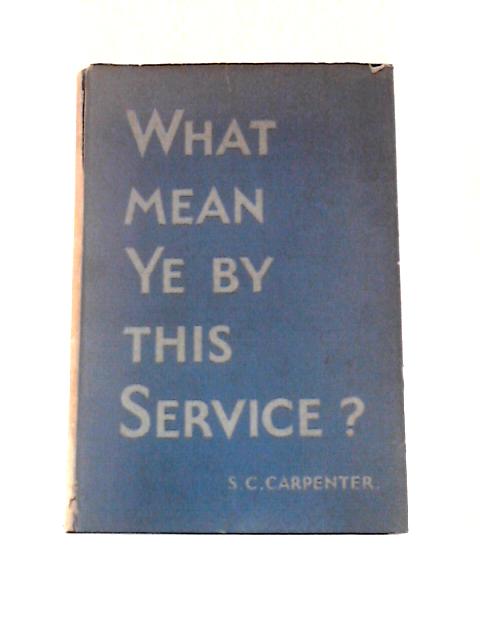 WHAT
MEAN
YE BY
THIS
SERVICE ?
S. C. CARPENTER.